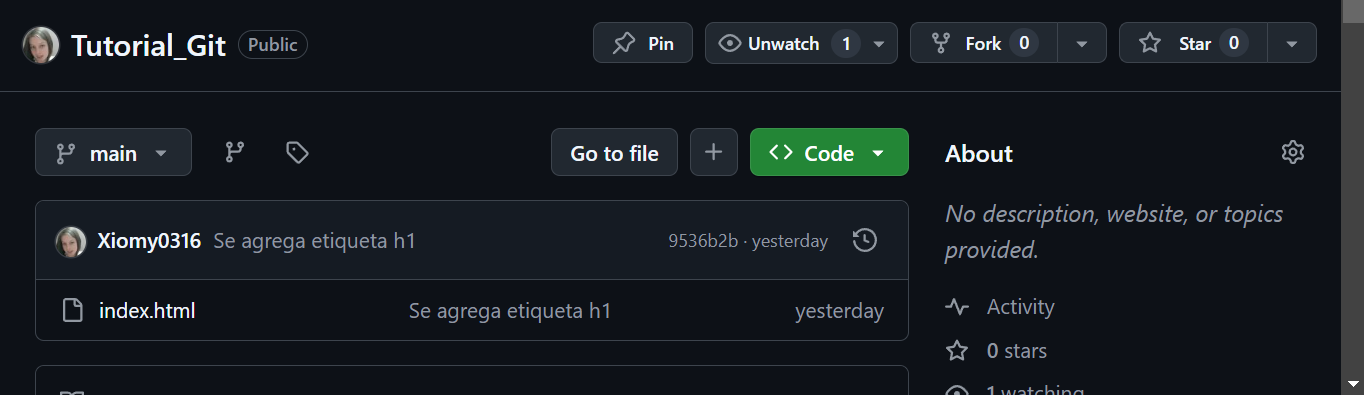 Tutorial_Git Public Pin Unwatch 1 Fork 0 Star 0
main Go to file + Code About
No description, website, or topics
provided.
Xiomy0316 Se agrega etiqueta h1 9536b2b · yesterday
index.html Se agrega etiqueta h1 yesterday
Activity
0 stars
1 watching